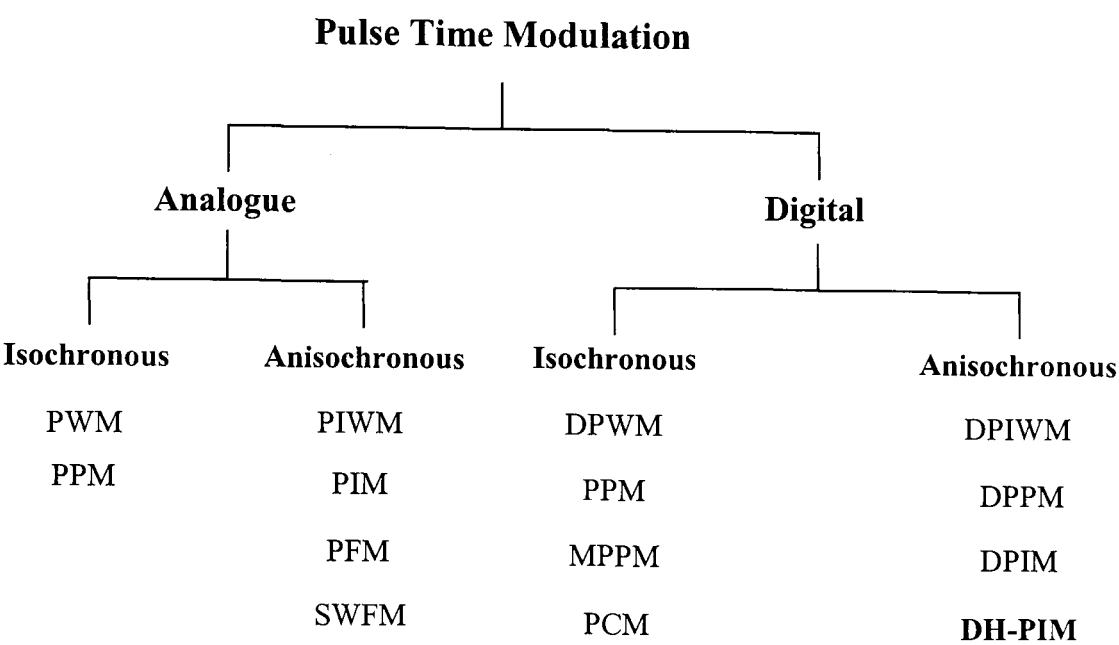 Pulse Time Modulation
Analogue
Digital
Isochronous
Anisochronous
Isochronous
Anisochronous
PWM
PIWM
DPWM
DPIWM
PPM
PIM
PPM
DPPM
PFM
MPPM
DPIM
SWFM
PCM
DH-PIM